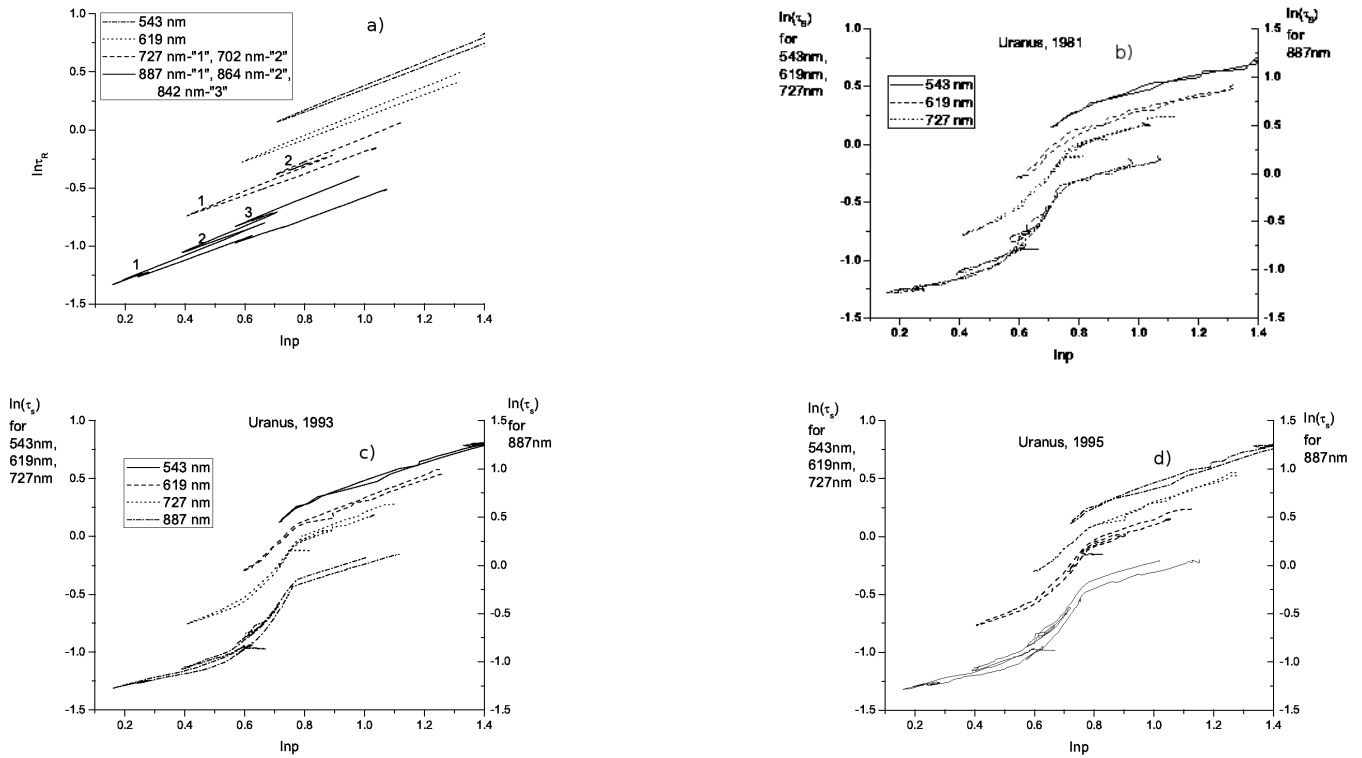 a)
543 nm
619 nm
727 nm-"1", 702 nm-"2"
887 nm-"1", 864 nm-"2",
842 nm-"3"
1.0
0.5
0.0
-0.5
-1.0
-1.5
lnτR
1
2
1
2
3
0.2 0.4 0.6 0.8 1.0 1.2 1.4
lnp
ln(τs)
for
543nm,
619nm,
727nm
Uranus, 1981
b)
ln(τs)
for
887nm
543 nm
619 nm
727 nm
1.0
0.5
0.0
-0.5
-1.0
-1.5
1.5
1.0
0.5
0.0
-0.5
-1.0
-1.5
0.2 0.4 0.6 0.8 1.0 1.2 1.4
lnp
ln(τs)
for
543nm,
619nm,
727nm
Uranus, 1993
c)
ln(τs)
for
887nm
543 nm
619 nm
727 nm
887 nm
1.0
0.5
0.0
-0.5
-1.0
-1.5
1.5
1.0
0.5
0.0
-0.5
-1.0
-1.5
0.2 0.4 0.6 0.8 1.0 1.2 1.4
lnp
ln(τs)
for
543nm,
619nm,
727nm
Uranus, 1995
d)
ln(τs)
for
887nm
1.0
0.5
0.0
-0.5
-1.0
-1.5
1.5
1.0
0.5
0.0
-0.5
-1.0
-1.5
0.2 0.4 0.6 0.8 1.0 1.2 1.4
lnp